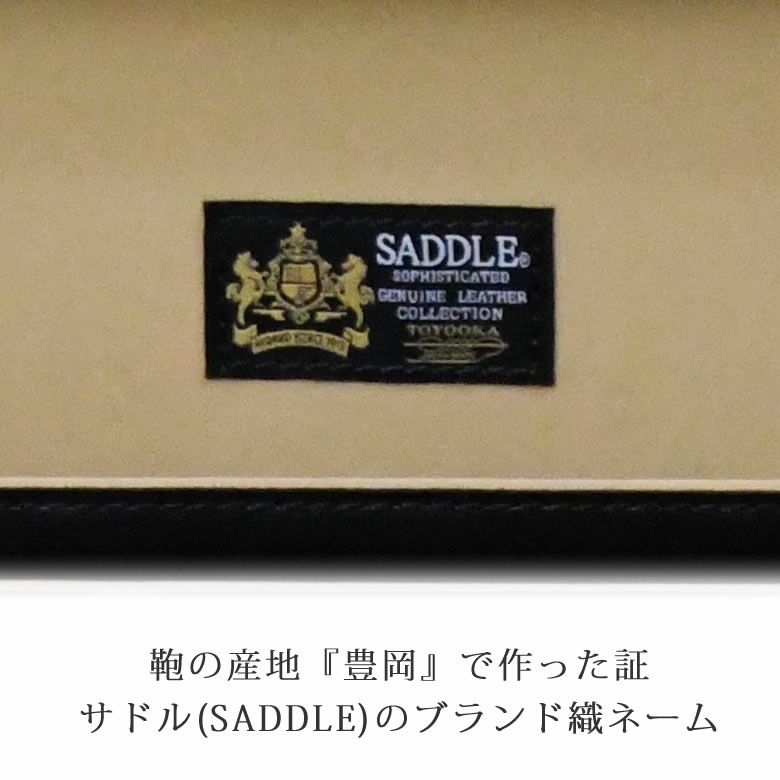 SADDLE®
SOPHISTICATED
GENUINE LEATHER
COLLECTION
TOYOOKA
鞄の産地『豊岡』で作った証
サドル(SADDLE)のブランド織ネーム